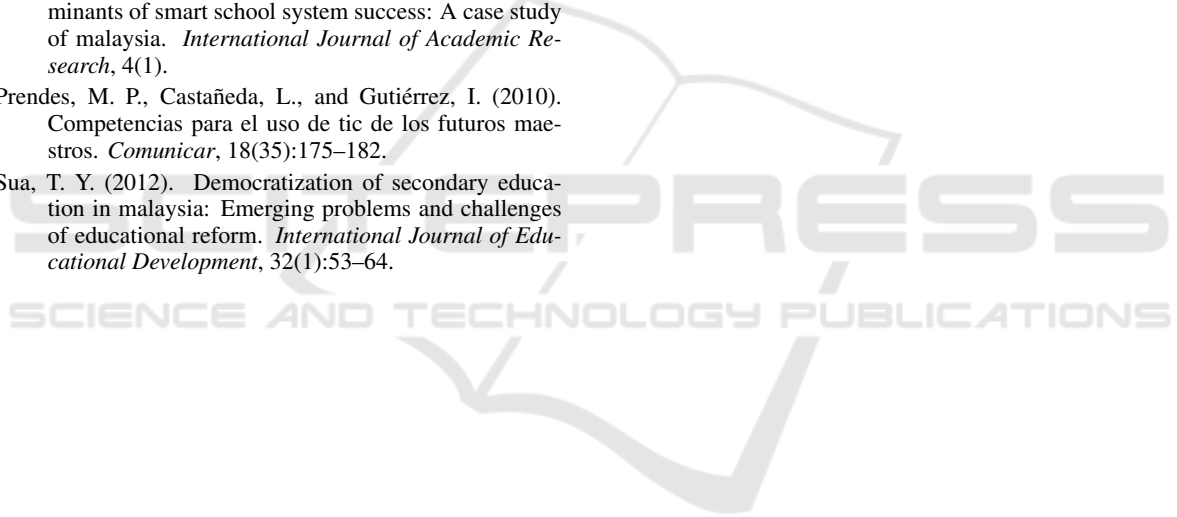 minants of smart school system success: A case study
of malaysia. International Journal of Academic Re-
search, 4(1).
Prendes, M. P., Castañeda, L., and Gutiérrez, I. (2010).
Competencias para el uso de tic de los futuros mae-
stros. Comunicar, 18(35):175–182.
Sua, T. Y. (2012). Democratization of secondary educa-
tion in malaysia: Emerging problems and challenges
of educational reform. International Journal of Edu-
cational Development, 32(1):53–64.
SCITEPRESS
SCIENCE AND TECHNOLOGY PUBLICATIONS